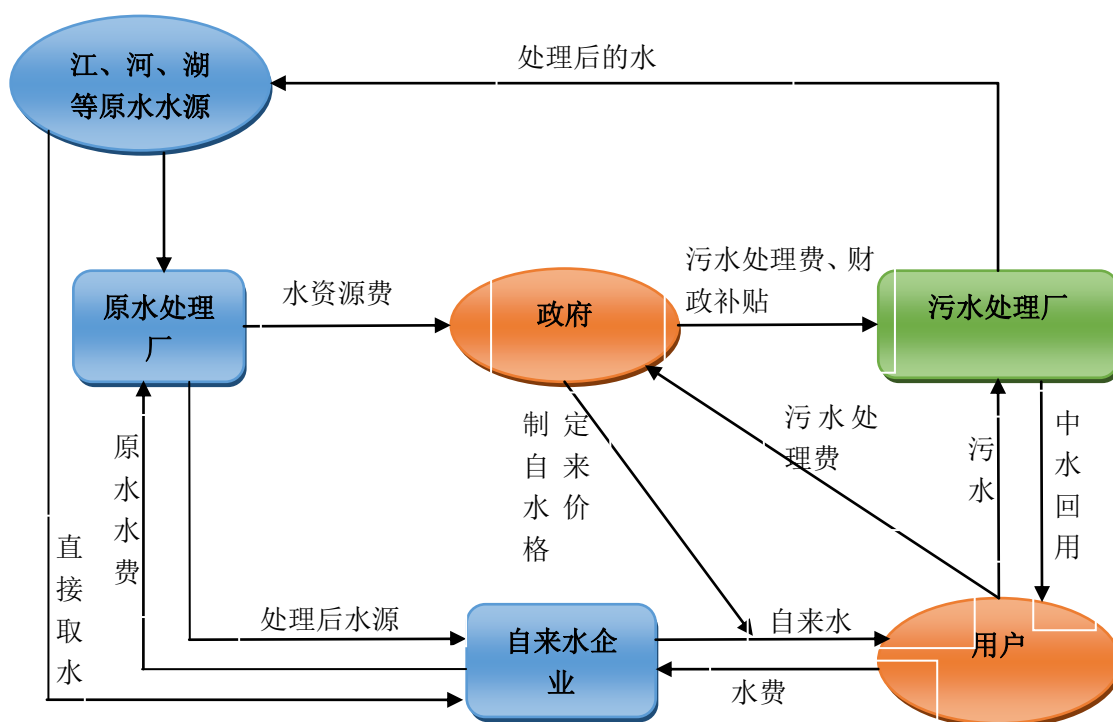 处理后的水
江、河、湖
等原水水源
原水处理
厂
水资源费
政府
污水处理费、财
政补贴
污水处理厂
制定
自来
水价
格
污水处
理费
污水
中水回用
原水水费
直接取水
处理后水源
自来水企
业
自来水
水费
用户